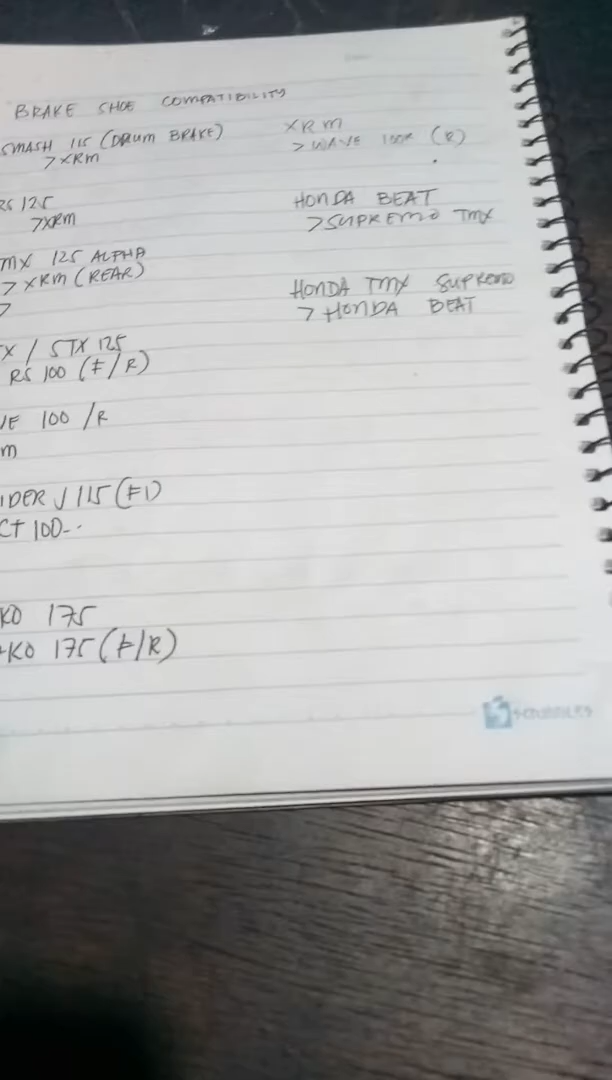 BRAKE SHOE COMPATIBILITY
SMASH 115 (DRUM BRAKE)
> XRM
RS 125
> XRM
MX 125 ALPHA
> XRM (REAR)
>
X / STX 125
RS 100 (F/R)
VE 100 /R
m
IDER J 115 (FI)
CT 100-..
KO 175
KO 175 (F/R)
XRM
> WAVE 100R (R)
HONDA BEAT
> SUPREMO TMX
HONDA TMX SUPREMO
> HONDA BEAT